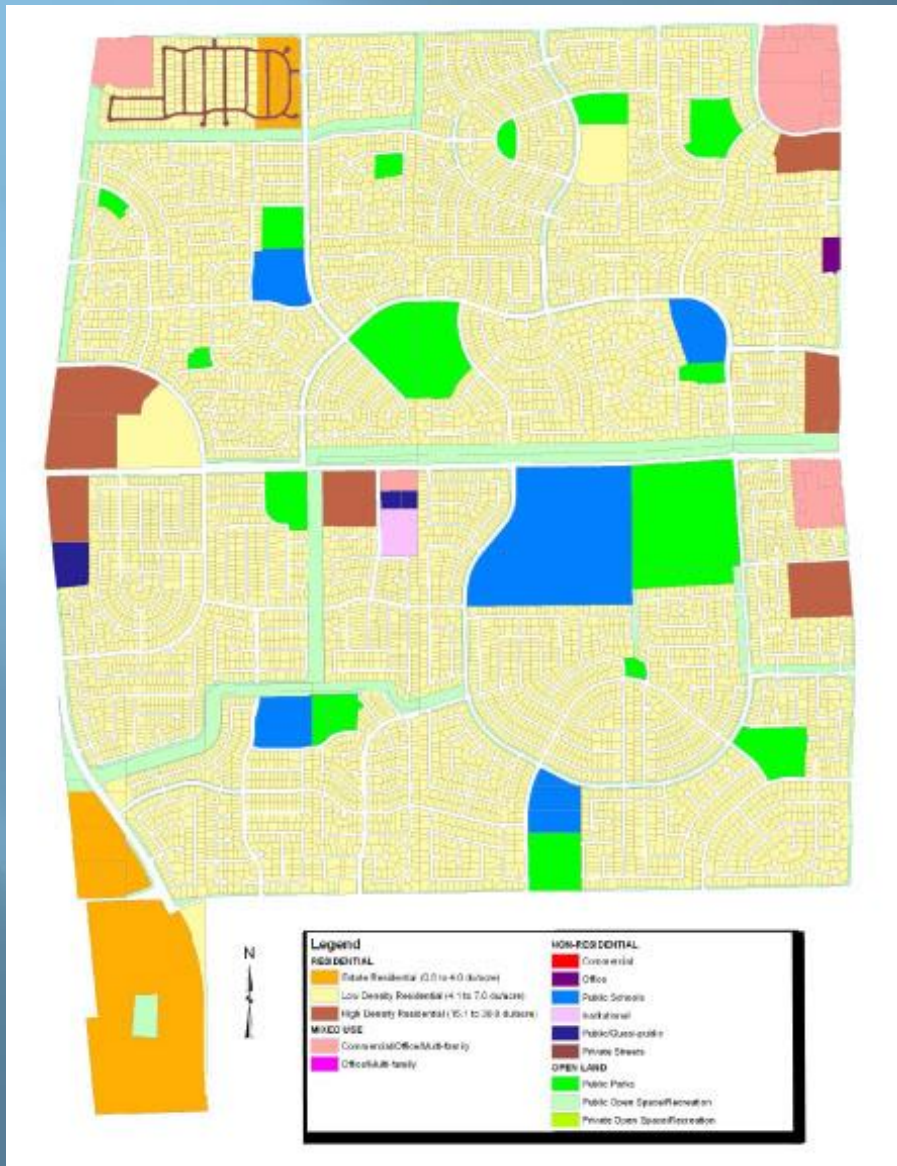 N
Legend
RESIDENTIAL
Estate Residential (0.0 to 4.0 du/acre)
Low Density Residential (4.1 to 7.0 du/acre)
High Density Residential (15.1 to du/acre)
MIXED USE
Commercial/Office/Multi-family
Office/Multi-family
NON-RESIDENTIAL
Commercial
Office
Public Schools
Institutional
Public/Quasi-public
Private Streets
OPEN LAND
Public Parks
Public Open Space/Recreation
Private Open Space/Recreation